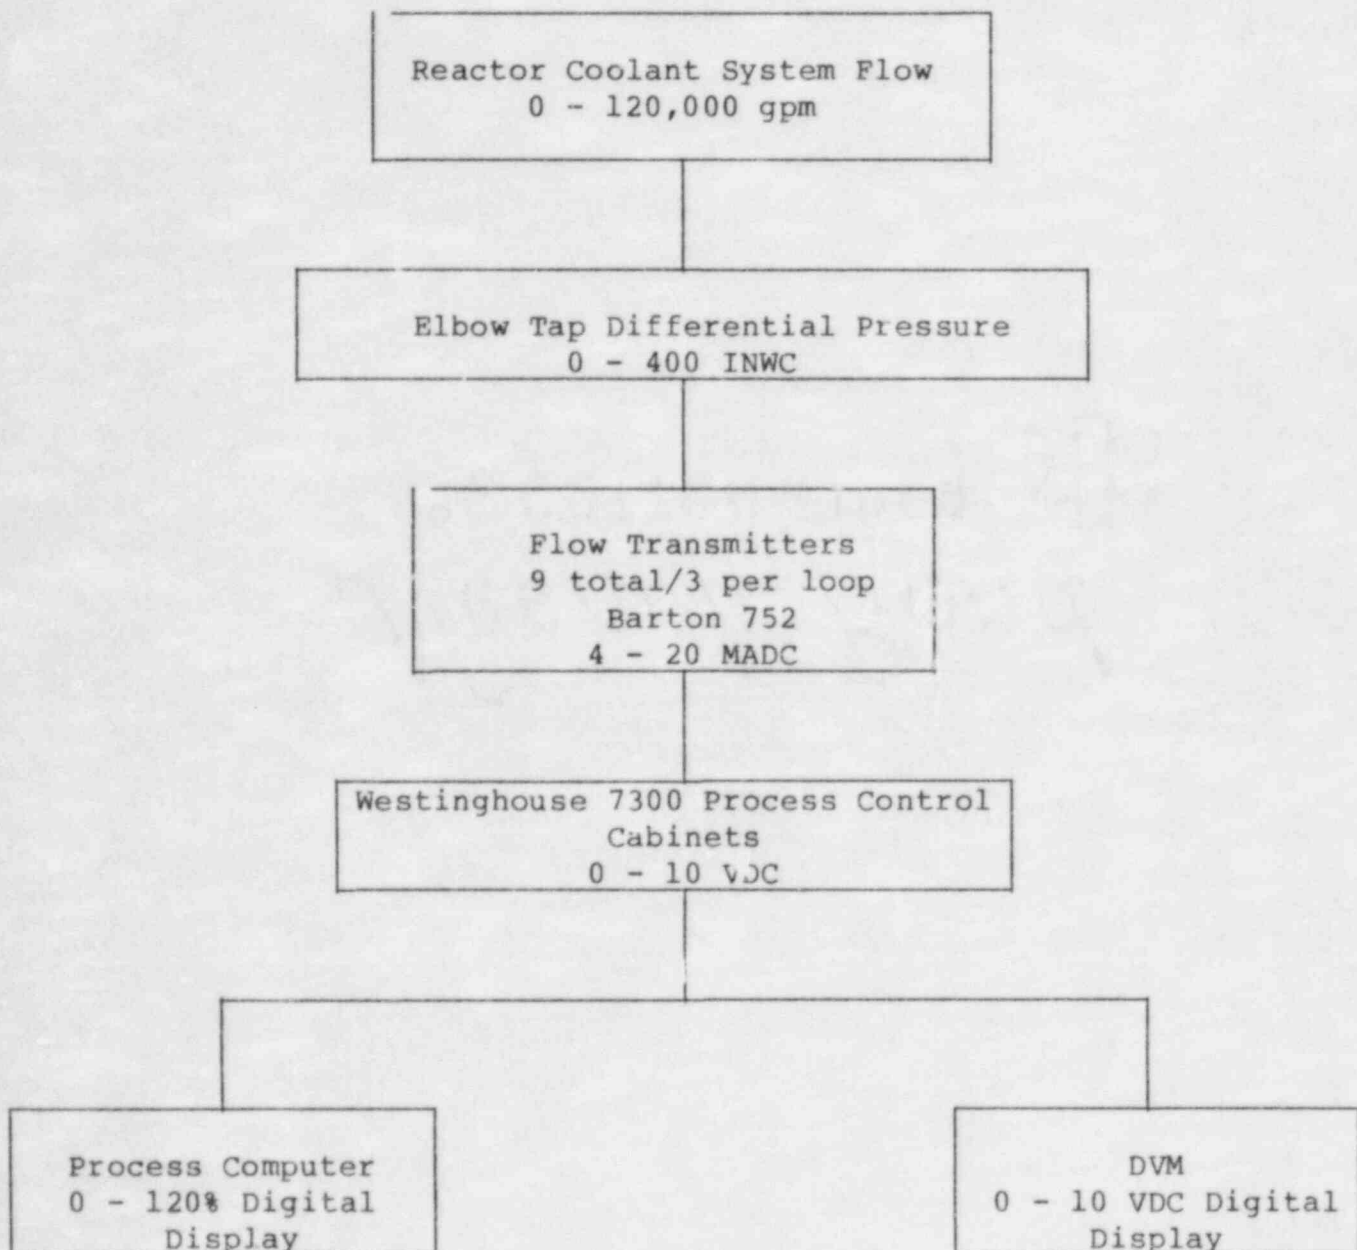 Reactor Coolant System Flow
0 - 120,000 gpm
Elbow Tap Differential Pressure
0 - 400 INWC
Flow Transmitters
9 total/3 per loop
Barton 752
4 - 20 MADC
Westinghouse 7300 Process Control
Cabinets
0 - 10 VDC
Process Computer
0 - 120% Digital
Display
DVM
0 - 10 VDC Digital
Display